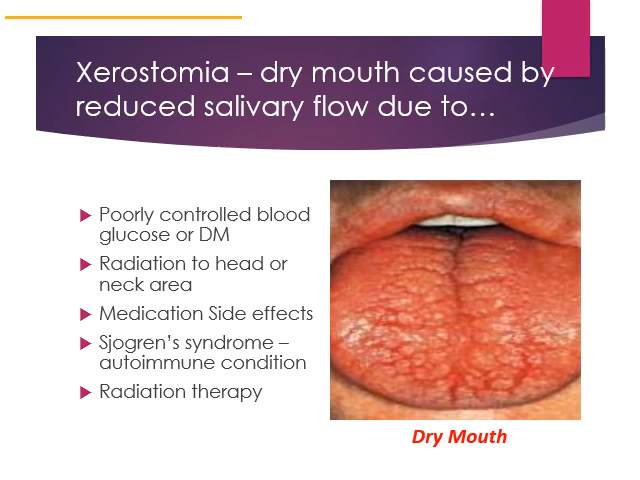 Xerostomia – dry mouth caused by
reduced salivary flow due to…
Poorly controlled blood
glucose or DM
Radiation to head or
neck area
Medication Side effects
Sjogren's syndrome –
autoimmune condition
Radiation therapy
Dry Mouth